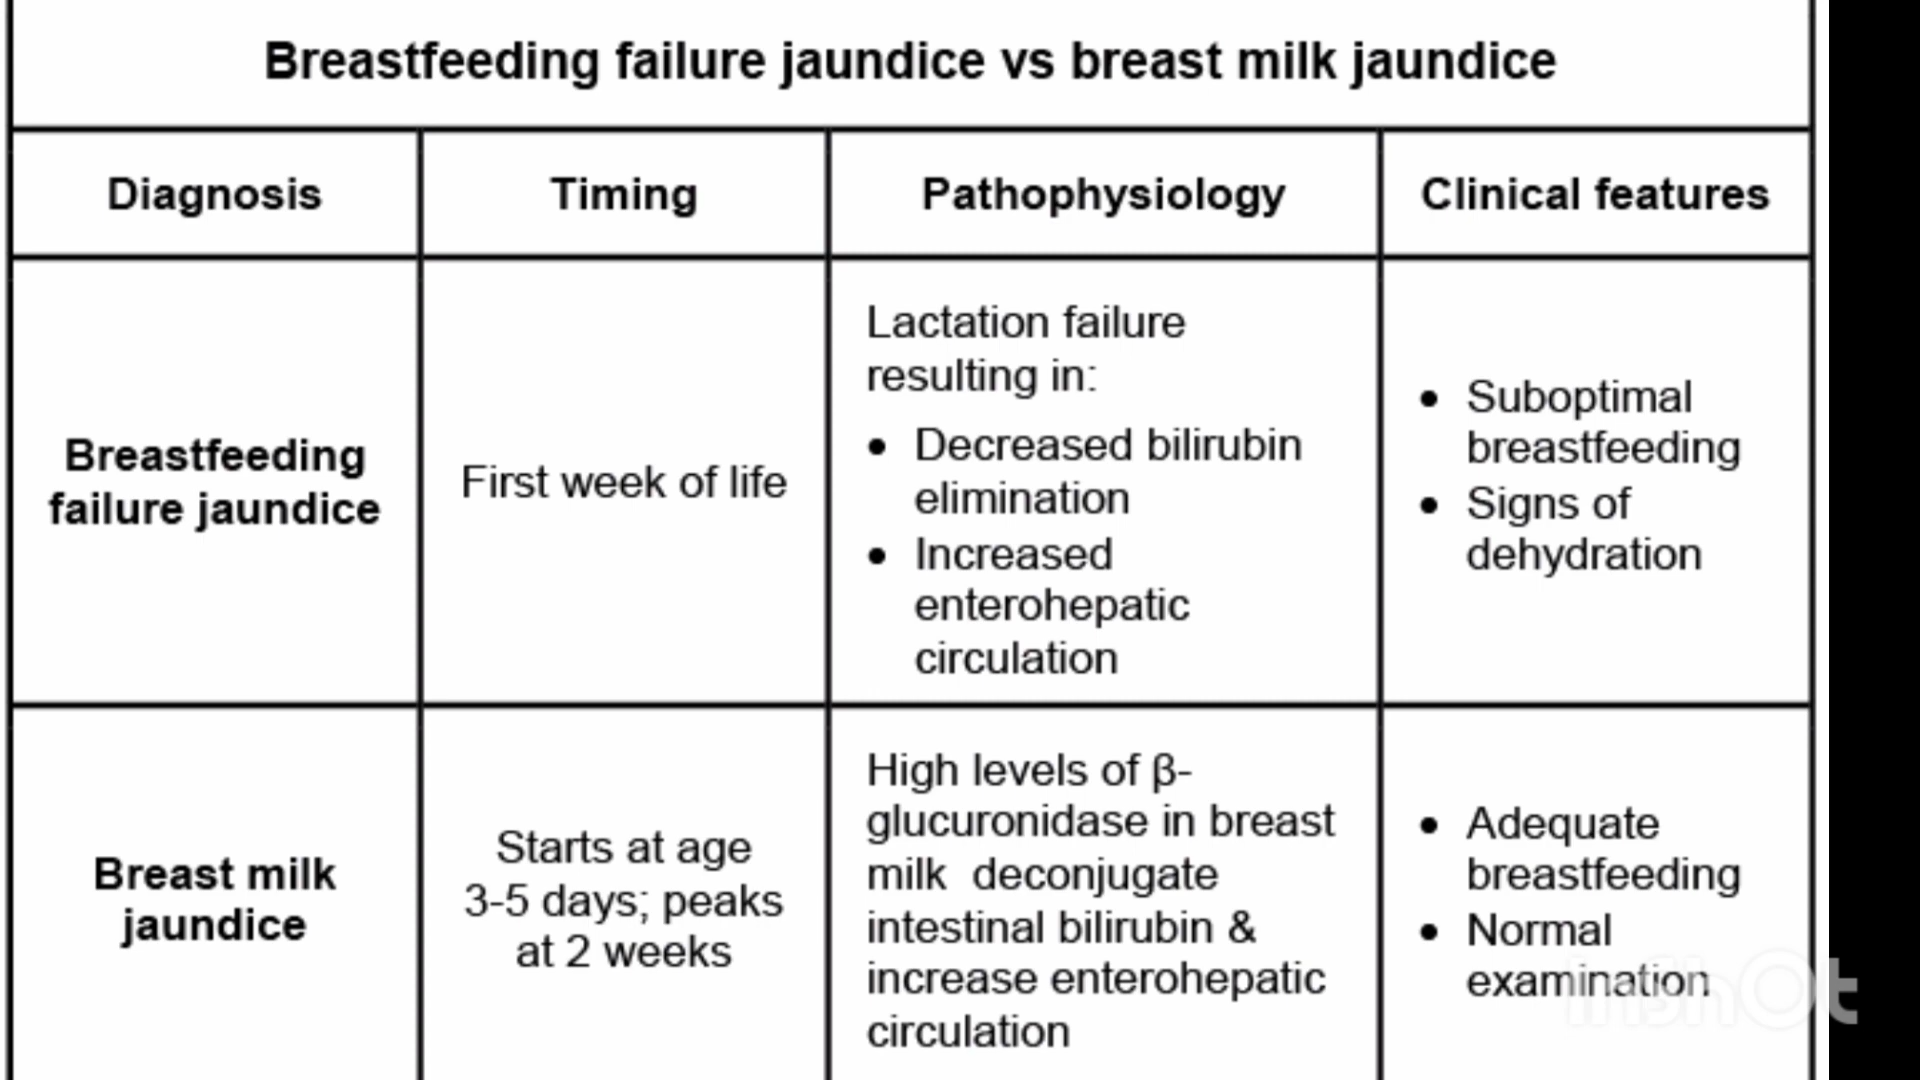 Breastfeeding failure jaundice vs breast milk jaundice
Diagnosis
Timing
Pathophysiology
Clinical features
Breastfeeding
failure jaundice
First week of life
Lactation failure
resulting in:
• Decreased bilirubin
elimination
• Increased
enterohepatic
circulation
• Suboptimal
breastfeeding
• Signs of
dehydration
Breast milk
jaundice
Starts at age
3-5 days; peaks
at 2 weeks
High levels of β-
glucuronidase in breast
milk deconjugate
intestinal bilirubin &
increase enterohepatic
circulation
• Adequate
breastfeeding
• Normal
examination
InShOt